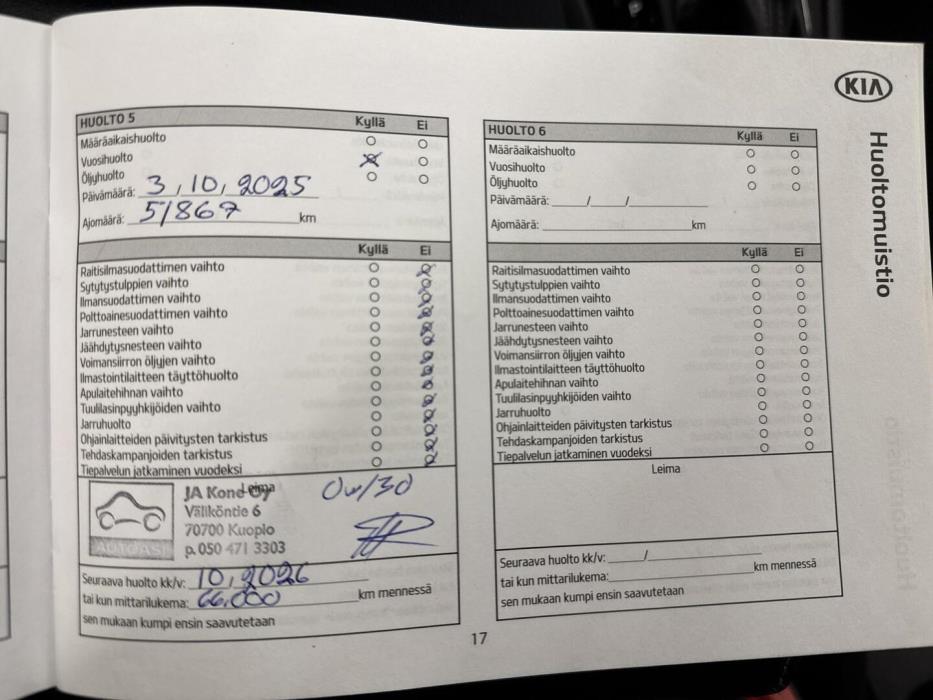 KIA
Huoltomuistio
HUOLTO 5 Kyllä Ei
Määräaikaishuolto
Vuosihuolto
Öljyhuolto
Päivämäärä: 3, 10, 2025
Ajomäärä: 51867 km
Kyllä Ei
Raitisilmasuodattimen vaihto
Sytytystulppien vaihto
Ilmansuodattimen vaihto
Polttoainesuodattimen vaihto
Jarrunesteen vaihto
Jäähdytysnesteen vaihto
Voimansiirron öljyjen vaihto
Ilmastointilaitteen täyttöhuolto
Apulaitehihnan vaihto
Tuulilasinpyyhkijöiden vaihto
Jarruhuolto
Ohjainlaitteiden päivitysten tarkistus
Tehdaskampanjoiden tarkistus
Tiepalvelun jatkaminen vuodeksi
Leima
JA Kone Oy
Väliköntie 6
70700 Kuopio
p. 050 471 3303
AUTOASI
0w/30
Seuraava huolto kk/v: 10, 2026
tai kun mittarilukema: 66.000 km mennessä
sen mukaan kumpi ensin saavutetaan
HUOLTO 6 Kyllä Ei
Määräaikaishuolto
Vuosihuolto
Öljyhuolto
Päivämäärä: / /
Ajomäärä: km
Kyllä Ei
Raitisilmasuodattimen vaihto
Sytytystulppien vaihto
Ilmansuodattimen vaihto
Polttoainesuodattimen vaihto
Jarrunesteen vaihto
Jäähdytysnesteen vaihto
Voimansiirron öljyjen vaihto
Ilmastointilaitteen täyttöhuolto
Apulaitehihnan vaihto
Tuulilasinpyyhkijöiden vaihto
Jarruhuolto
Ohjainlaitteiden päivitysten tarkistus
Tehdaskampanjoiden tarkistus
Tiepalvelun jatkaminen vuodeksi
Leima
Seuraava huolto kk/v: /
tai kun mittarilukema: km mennessä
sen mukaan kumpi ensin saavutetaan
17